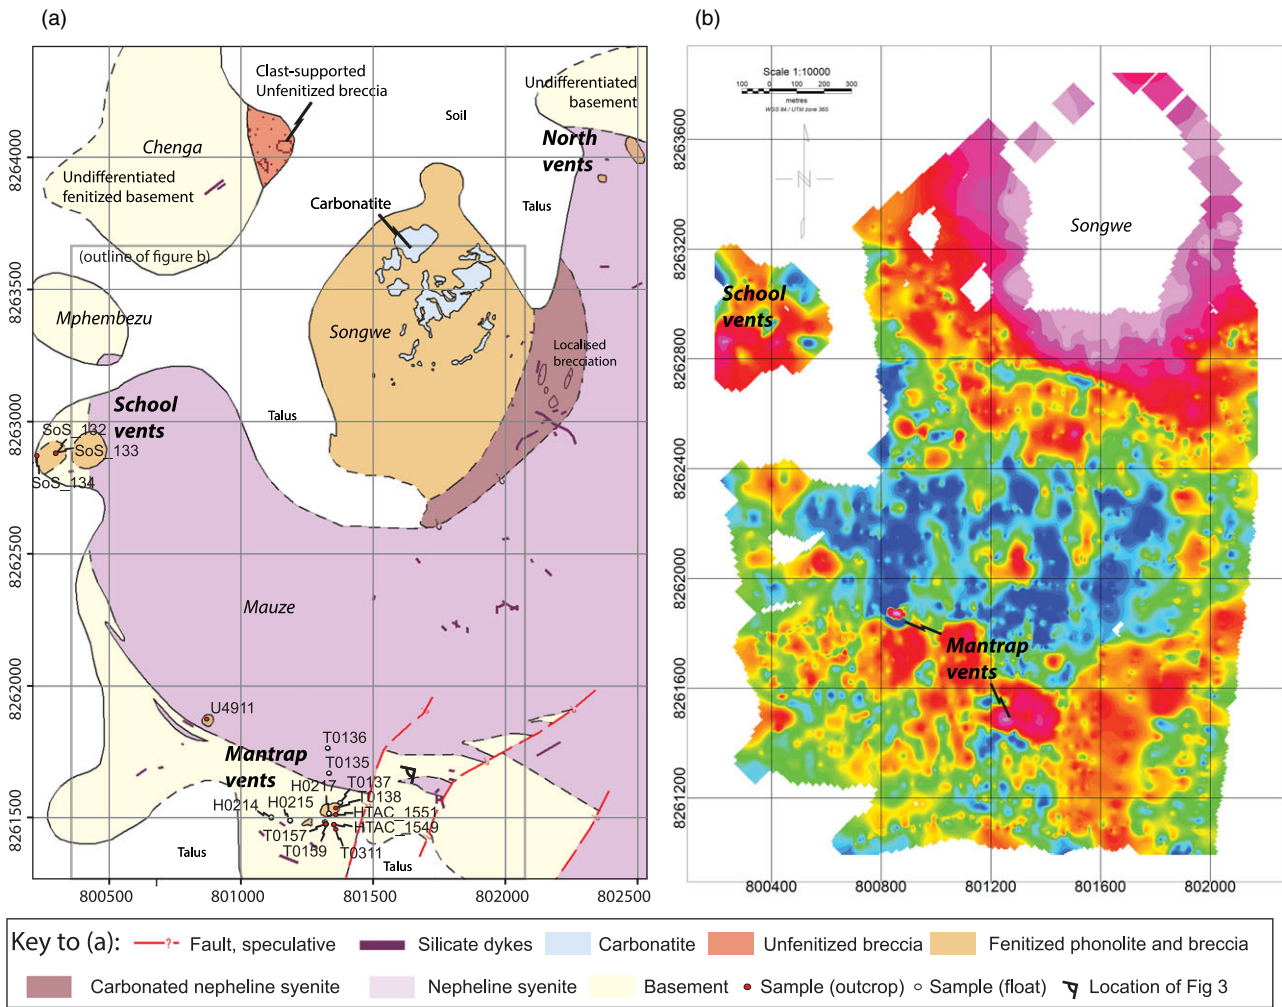 (a)
(b)
Clast-supported
Unfenitized breccia
Undifferentiated
basement
Soil
North
vents
Chenga
Undifferentiated
fenitized basement
Carbonatite
Talus
(outline of figure b)
Mphembezu
Songwe
Localised
brecciation
School
vents
Talus
SoS_132
SoS_133
SoS_134
Mauze
U4911
Mantrap
vents
T0136
T0135
H0217
T0137
T0138
H0214
H0215
HTAC_1551
HTAC_1549
T0157
T0159
T0311
Talus
Talus
8264000
8263500
8263000
8262500
8262000
8261500
800500
801000
801500
802000
802500
Scale 1:10000
100 0 100 200 300
metres
WGS 84 / UTM zone 36S
N
Songwe
School
vents
Mantrap
vents
8263600
8263200
8262800
8262400
8262000
8261600
8261200
800400
800800
801200
801600
802000
Key to (a):
-?- Fault, speculative
Silicate dykes
Carbonatite
Unfenitized breccia
Fenitized phonolite and breccia
Carbonated nepheline syenite
Nepheline syenite
Basement
Sample (outcrop)
Sample (float)
Location of Fig 3